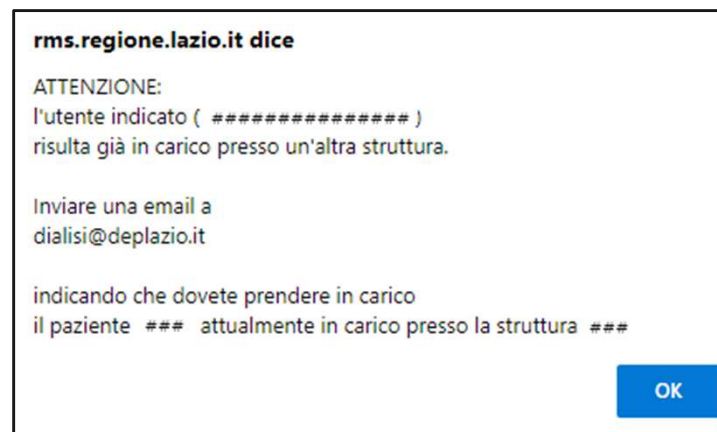 rms.regione.lazio.it dice
ATTENZIONE:
l'utente indicato ( ############### )
risulta già in carico presso un'altra struttura.
Inviare una email a
dialisi@deplazio.it
indicando che dovete prendere in carico
il paziente ### attualmente in carico presso la struttura ###
OK